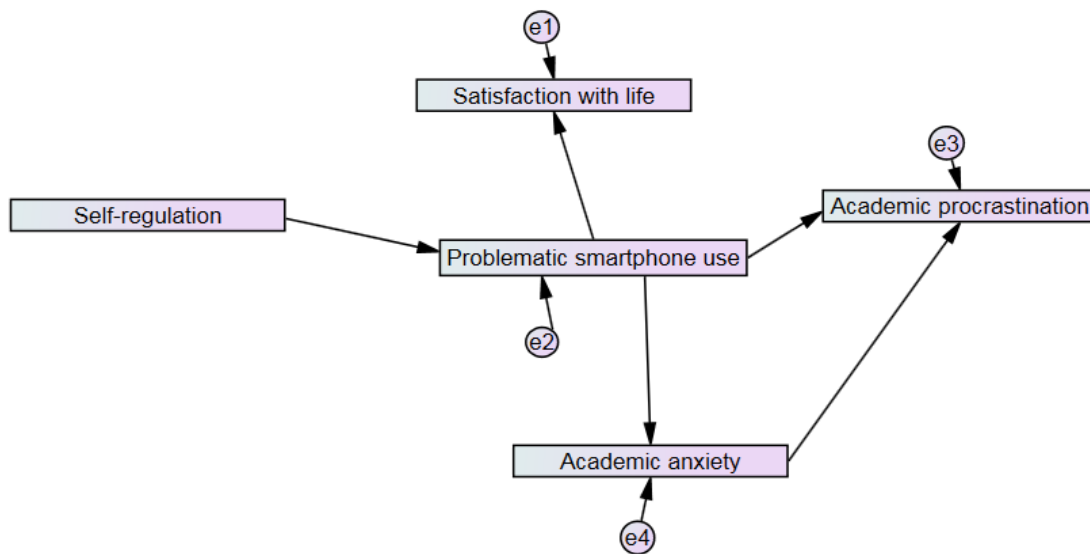 e1
Satisfaction with life
e3
Self-regulation
Academic procrastination
Problematic smartphone use
e2
Academic anxiety
e4